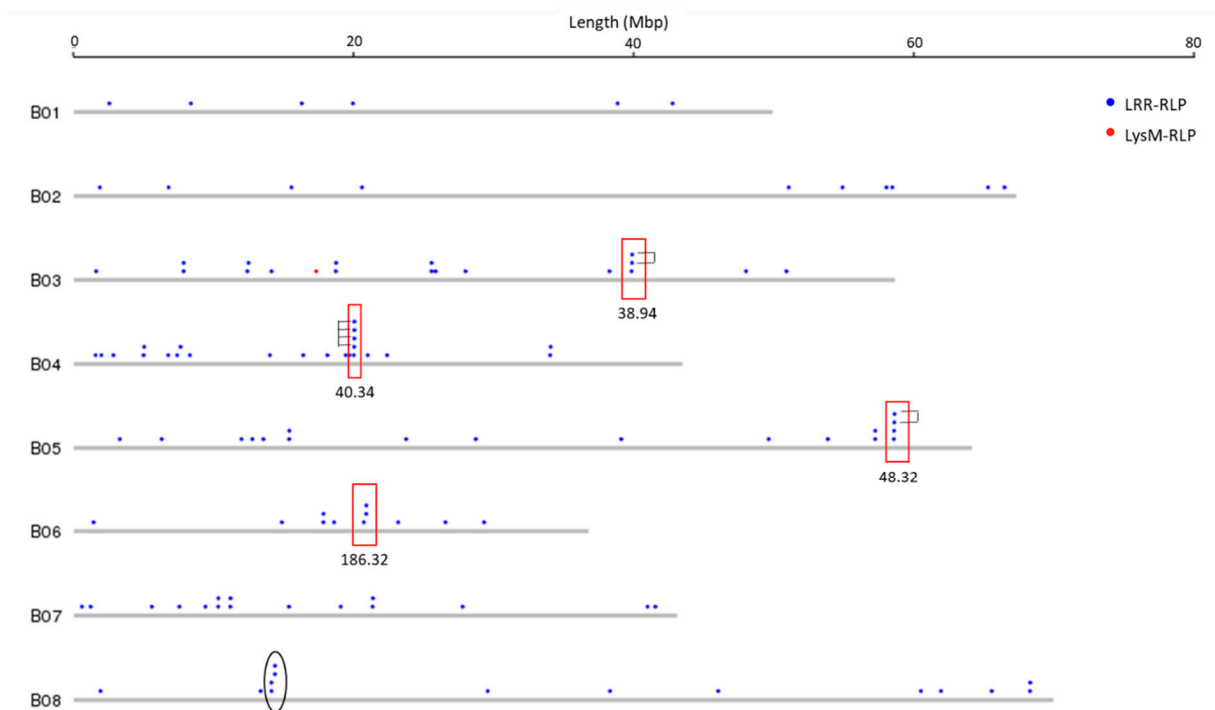 Length (Mbp)
0 20 40 60 80
B01
LRR-RLP
LysM-RLP
B02
B03
38.94
B04
40.34
B05
48.32
B06
186.32
B07
B08